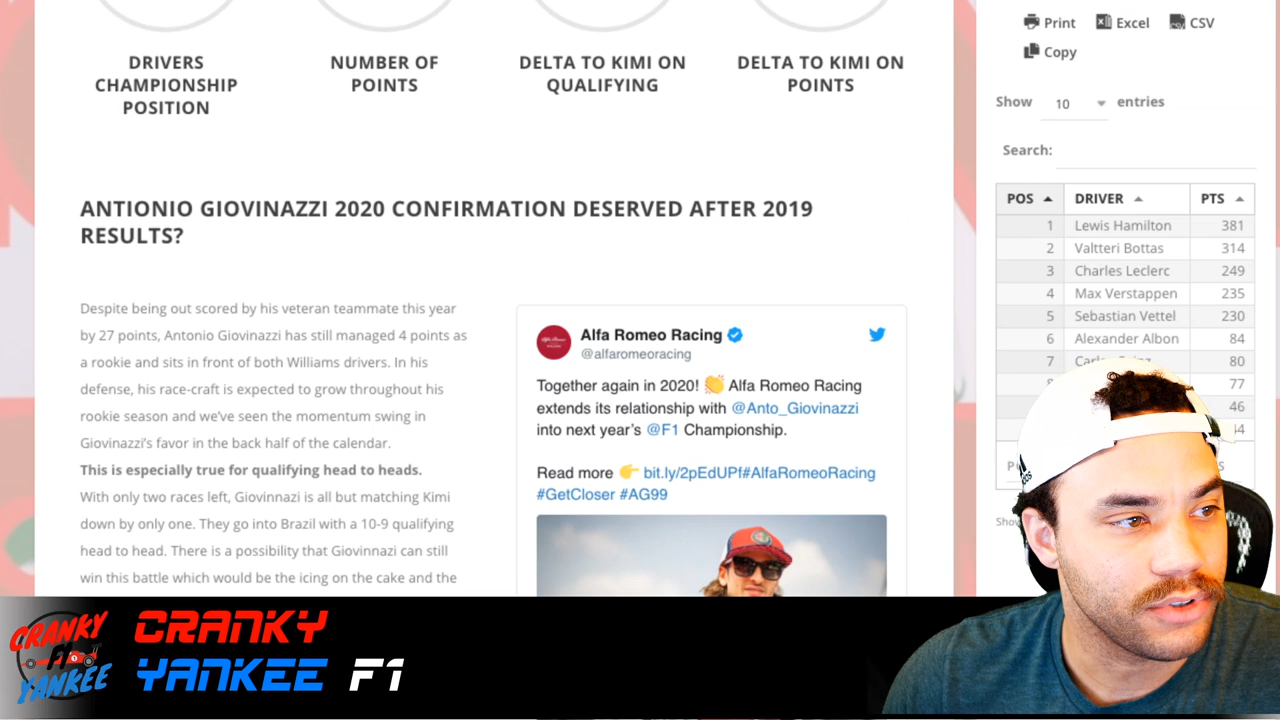 DRIVERS
CHAMPIONSHIP
POSITION
NUMBER OF
POINTS
DELTA TO KIMI ON
QUALIFYING
DELTA TO KIMI ON
POINTS
ANTIONIO GIOVINAZZI 2020 CONFIRMATION DESERVED AFTER 2019
RESULTS?
Despite being out scored by his veteran teammate this year
by 27 points, Antonio Giovinazzi has still managed 4 points as
a rookie and sits in front of both Williams drivers. In his
defense, his race-craft is expected to grow throughout his
rookie season and we've seen the momentum swing in
Giovinazzi's favor in the back half of the calendar.
This is especially true for qualifying head to heads.
With only two races left, Giovinnazi is all but matching Kimi
down by only one. They go into Brazil with a 10-9 qualifying
head to head. There is a possibility that Giovinnazi can still
win this battle which would be the icing on the cake and the
Alfa Romeo Racing
@alfaromeoracing
Together again in 2020! 👏 Alfa Romeo Racing
extends its relationship with @Anto_Giovinazzi
into next year's @F1 Championship.
Read more 👉 bit.ly/2pEdUPf#AlfaRomeoRacing
#GetCloser #AG99
Print Excel CSV
Copy
Show 10 entries
Search:
POS DRIVER PTS
1 Lewis Hamilton 381
2 Valtteri Bottas 314
3 Charles Leclerc 249
4 Max Verstappen 235
5 Sebastian Vettel 230
6 Alexander Albon 84
7 80
77
46
CRANKY
F1
YANKEE
CRANKY
YANKEE F1